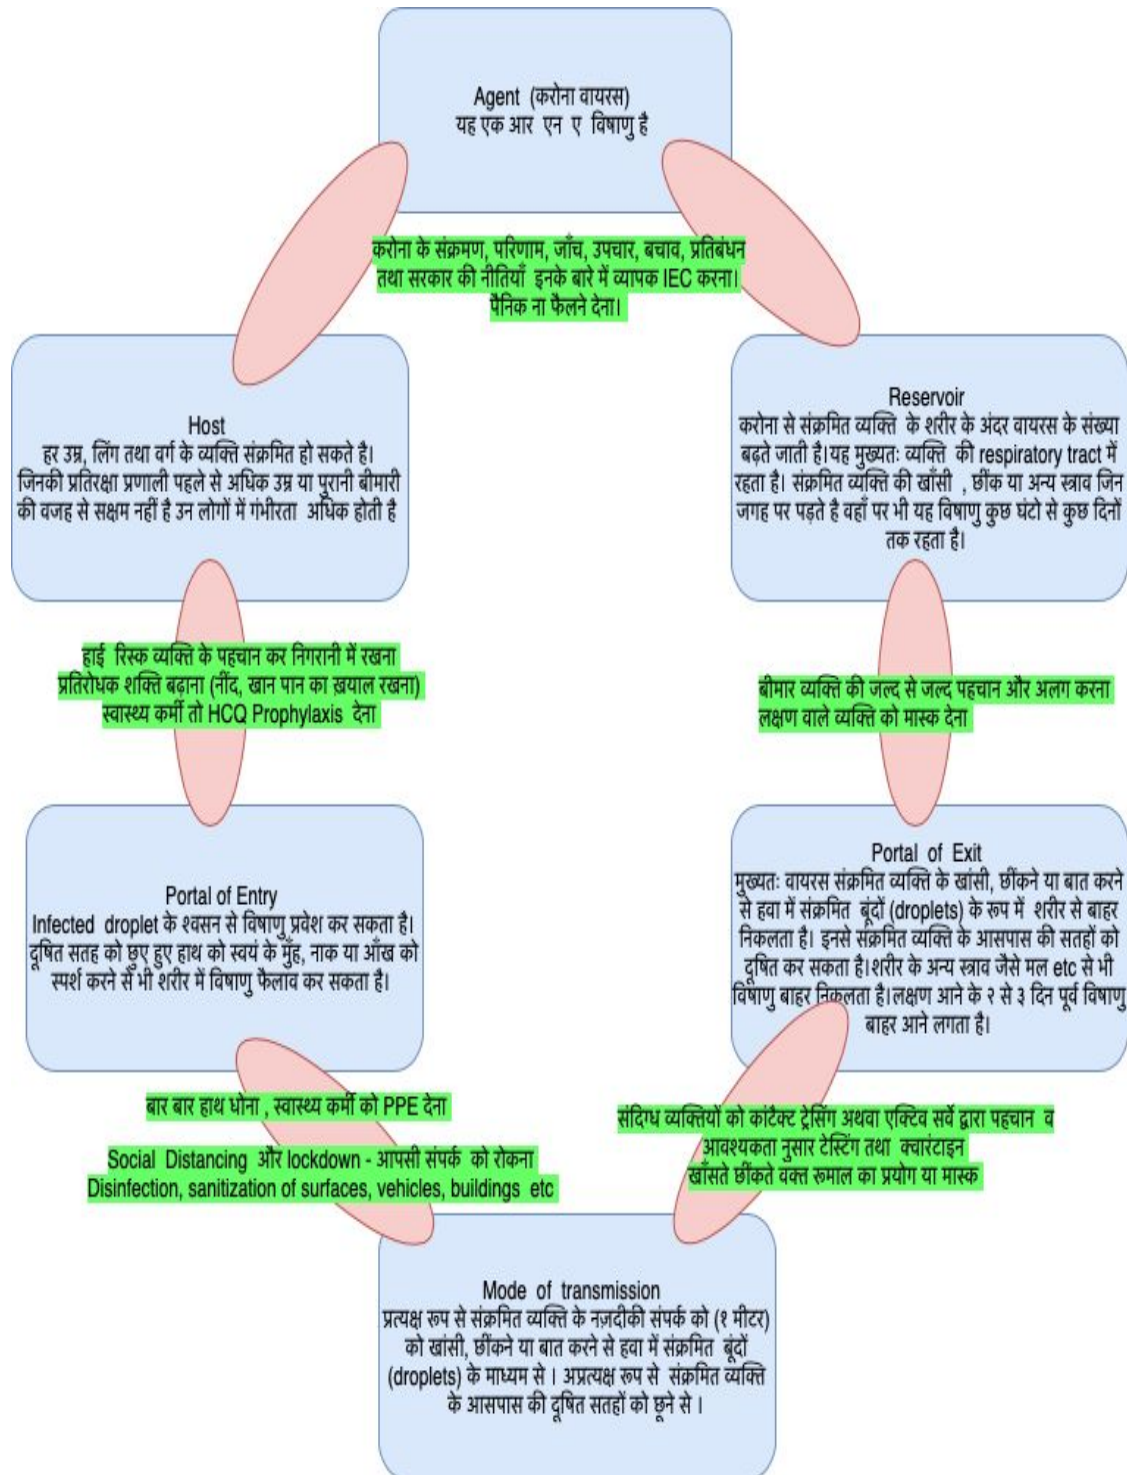 Agent (करोना वायरस)
यह एक आर एन ए विषाणु है
करोना के संक्रमण, परिणाम, जाँच, उपचार, बचाव, प्रतिबंधन
तथा सरकार की नीतियाँ इनके बारे में व्यापक IEC करना।
पैनिक ना फैलने देना।
Host
हर उम्र, लिंग तथा वर्ग के व्यक्ति संक्रमित हो सकते है।
जिनकी प्रतिरक्षा प्रणाली पहले से अधिक उम्र या पुरानी बीमारी
की वजह से सक्षम नहीं है उन लोगों में गंभीरता अधिक होती है
Reservoir
करोना से संक्रमित व्यक्ति के शरीर के अंदर वायरस के संख्या
बढ़ते जाती है।यह मुख्यतः व्यक्ति की respiratory tract में
रहता है। संक्रमित व्यक्ति की खाँसी , छींक या अन्य स्त्राव जिन
जगह पर पड़ते है वहाँ पर भी यह विषाणु कुछ घंटो से कुछ दिनों
तक रहता है।
हाई रिस्क व्यक्ति के पहचान कर निगरानी में रखना
प्रतिरोधक शक्ति बढ़ाना (नींद, खान पान का ख़याल रखना)
स्वास्थ्य कर्मी तो HCQ Prophylaxis देना
बीमार व्यक्ति की जल्द से जल्द पहचान और अलग करना
लक्षण वाले व्यक्ति को मास्क देना
Portal of Entry
Infected droplet के श्वसन से विषाणु प्रवेश कर सकता है।
दूषित सतह को छुए हुए हाथ को स्वयं के मुँह, नाक या आँख को
स्पर्श करने से भी शरीर में विषाणु फैलाव कर सकता है।
Portal of Exit
मुख्यतः वायरस संक्रमित व्यक्ति के खांसी, छींकने या बात करने
से हवा में संक्रमित बूंदों (droplets) के रूप में शरीर से बाहर
निकलता है। इनसे संक्रमित व्यक्ति के आसपास की सतहों को
दूषित कर सकता है।शरीर के अन्य स्त्राव जैसे मल etc से भी
विषाणु बाहर निकलता है।लक्षण आने के २ से ३ दिन पूर्व विषाणु
बाहर आने लगता है।
बार बार हाथ धोना , स्वास्थ्य कर्मी को PPE देना
Social Distancing और lockdown - आपसी संपर्क को रोकना
Disinfection, sanitization of surfaces, vehicles, buildings etc
संदिग्ध व्यक्तियों को कांटैक्ट ट्रेसिंग अथवा एक्टिव सर्वे द्वारा पहचान व
आवश्यकता नुसार टेस्टिंग तथा क्वारंटाइन
खाँसते छींकते वक्त रूमाल का प्रयोग या मास्क
Mode of transmission
प्रत्यक्ष रूप से संक्रमित व्यक्ति के नज़दीकी संपर्क को (१ मीटर)
को खांसी, छींकने या बात करने से हवा में संक्रमित बूंदों
(droplets) के माध्यम से । अप्रत्यक्ष रूप से संक्रमित व्यक्ति
के आसपास की दूषित सतहों को छूने से ।